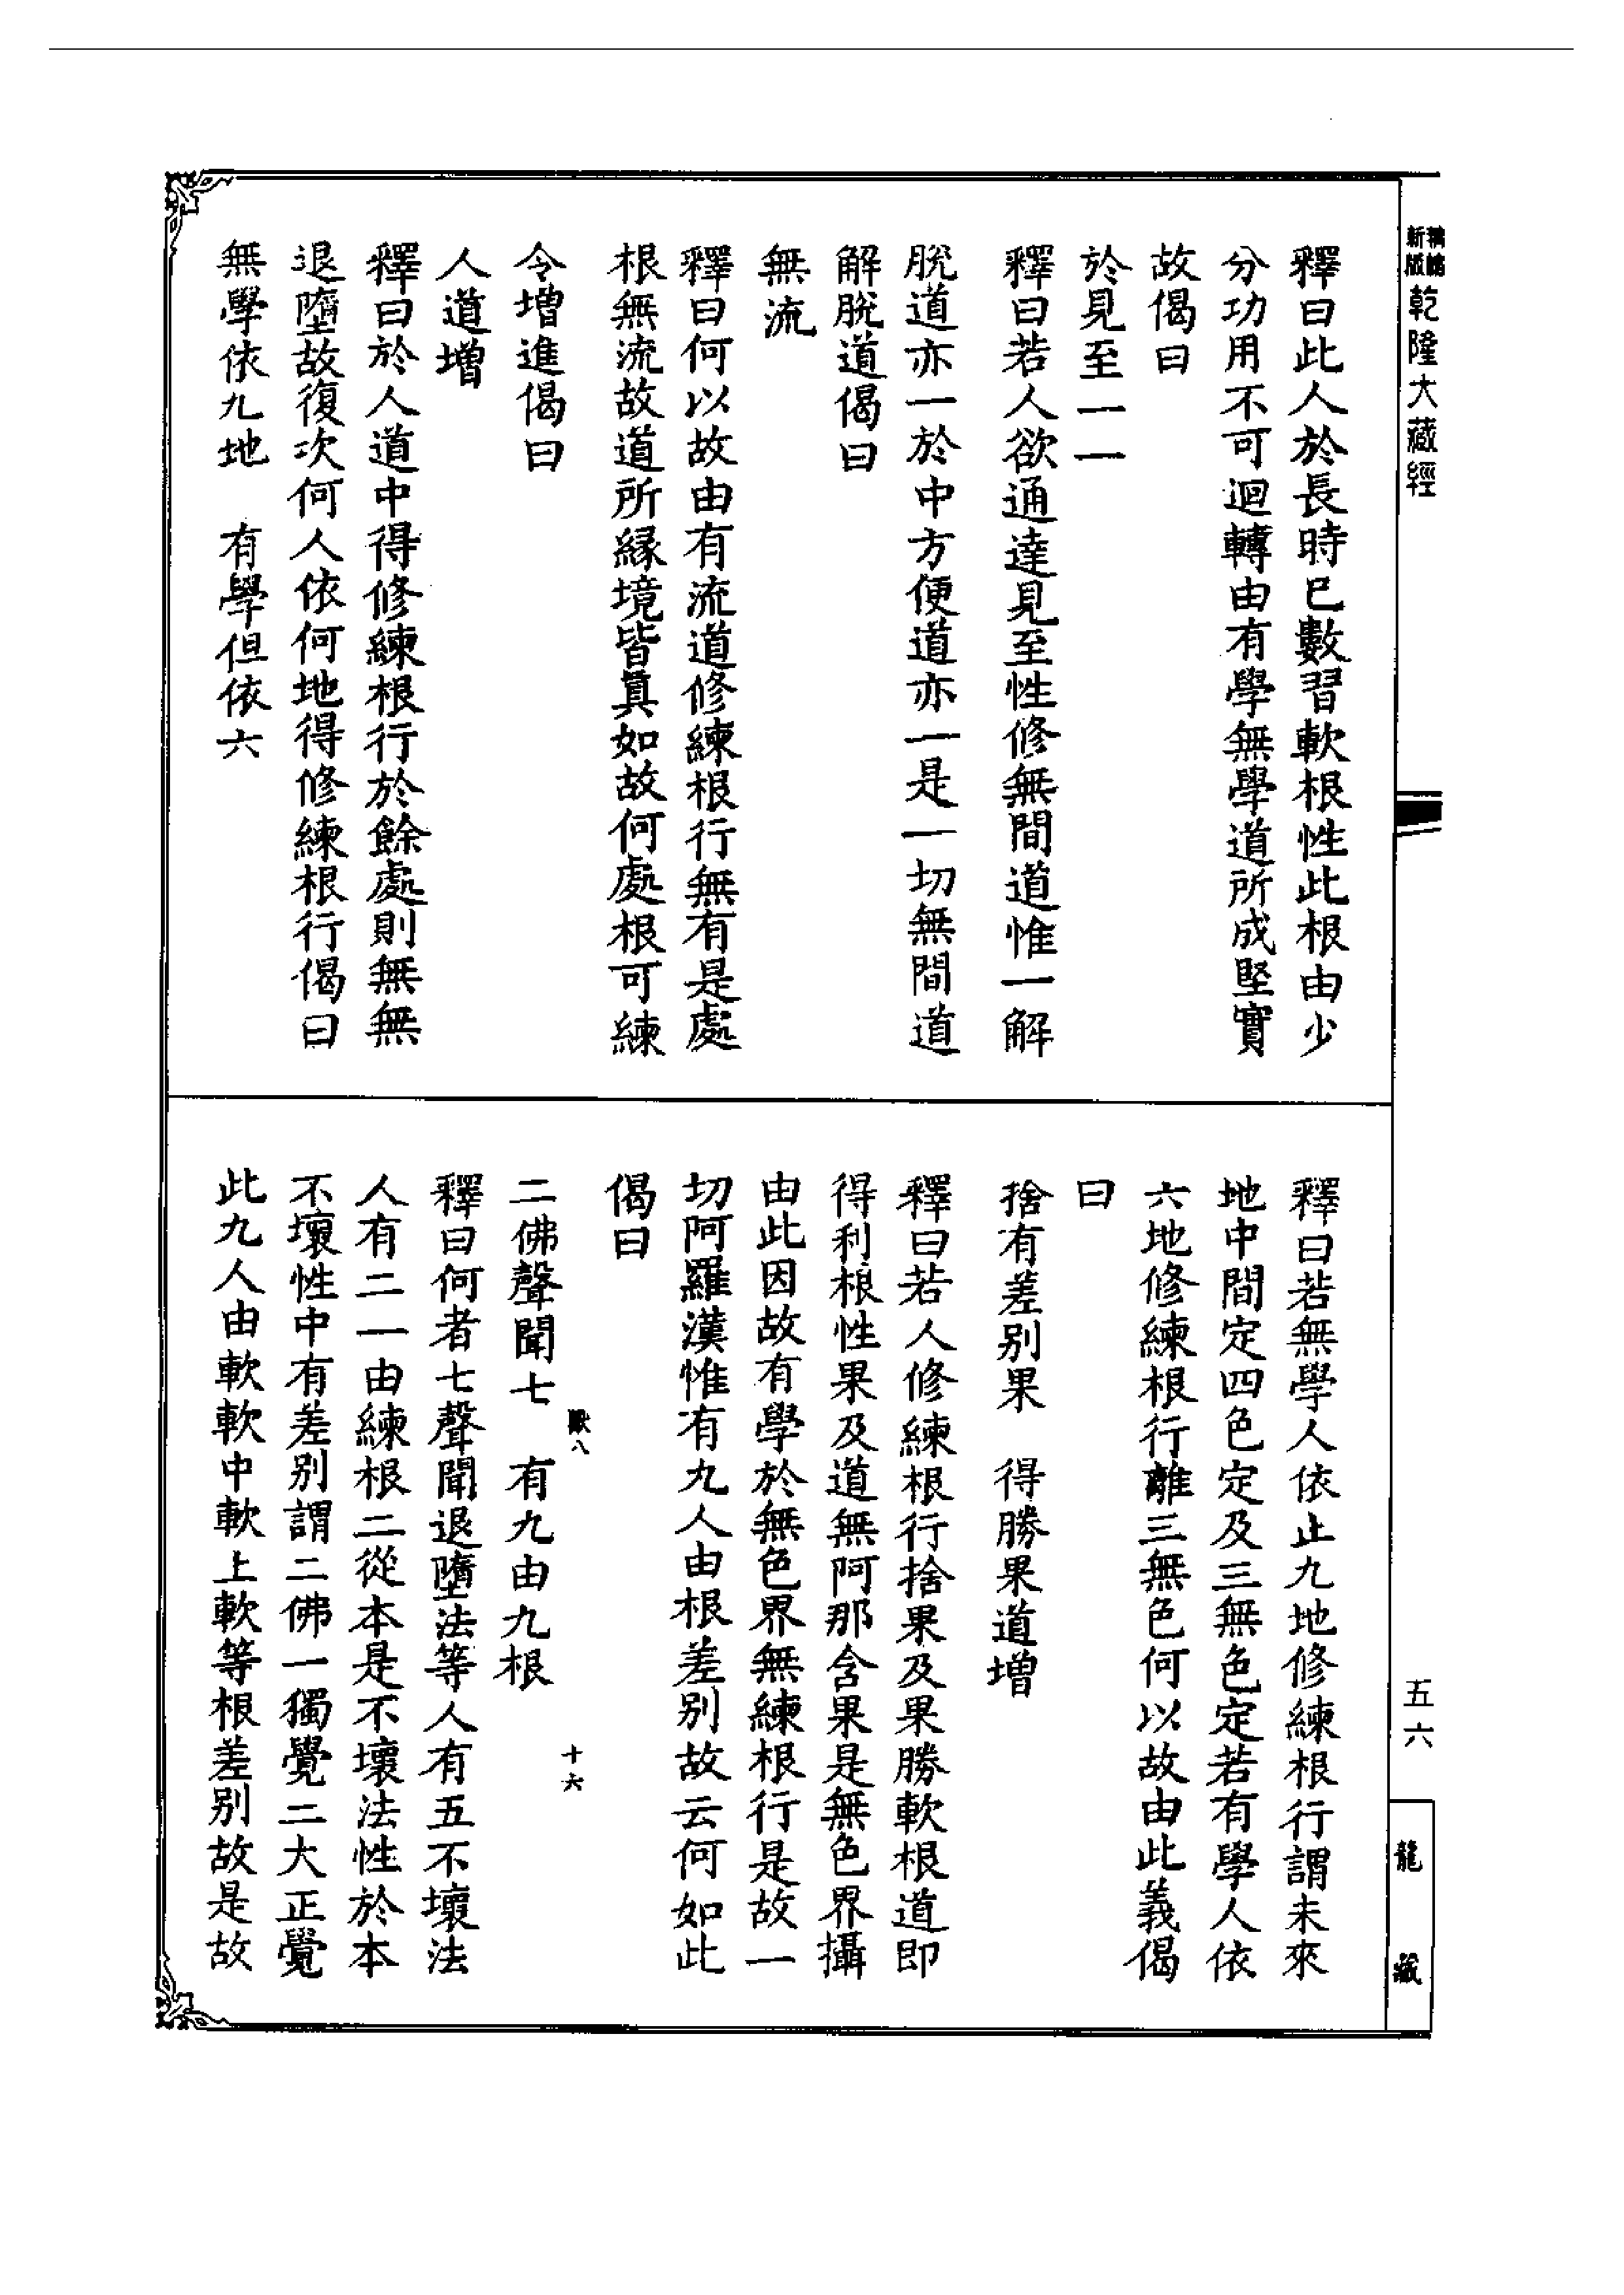 新版
乾隆大藏經
釋曰此人於長時已數習軟根性此根由少
分功用不可迴轉由有學無學道所成堅實
故偈曰
於見至一一
釋曰若人欲通達見至性修無間道惟一解
脫道亦一於中方便道亦一是一切無間道
解脫道偈曰
無流
釋曰何以故由有流道修練根行無有是處
根無流故道所緣境皆真如故何處根可練
令增進偈曰
人道增
釋曰於人道中得修練根行於餘處則無無
退墮故復次何人依何地得修練根行偈曰
無學依九地　有學但依六
釋曰若無學人依止九地修練根行謂未來
地中間定四色定及三無色定若有學人依
六地修練根行離三無色何以故由此義偈
曰
捨有差別果　得勝果道增
釋曰若人修練根行捨果及果勝軟根道即
得利根性果及道無阿那含果是無色界攝
由此因故有學於無色界無練根行是故一
切阿羅漢惟有九人由根差別故云何如此
偈曰
八　十六
二佛聲聞七　有九由九根
釋曰何者七聲聞退墮法等人有五不壞法
人有二一由練根二從本是不壞法性於本
不壞性中有差別謂二佛一獨覺二大正覺
此九人由軟軟中軟上軟等根差別故是故
五六
龍藏